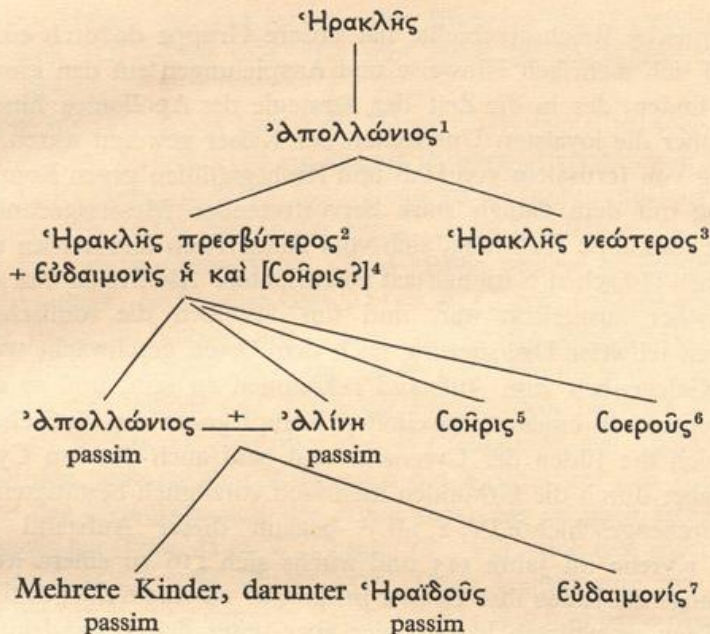 Ἡρακλῆς
Ἀπολλώνιος¹
Ἡρακλῆς πρεσβύτερος² Ἡρακλῆς νεώτερος³
+ Εὐδαιμονὶς ἡ καὶ [Σοῆρις?]⁴
Ἀπολλώνιος + Ἀλίνη Σοῆρις⁵ Σοεροῦς⁶
passim passim
Mehrere Kinder, darunter Ἡραϊδοῦς Εὐδαιμονίς⁷
passim passim